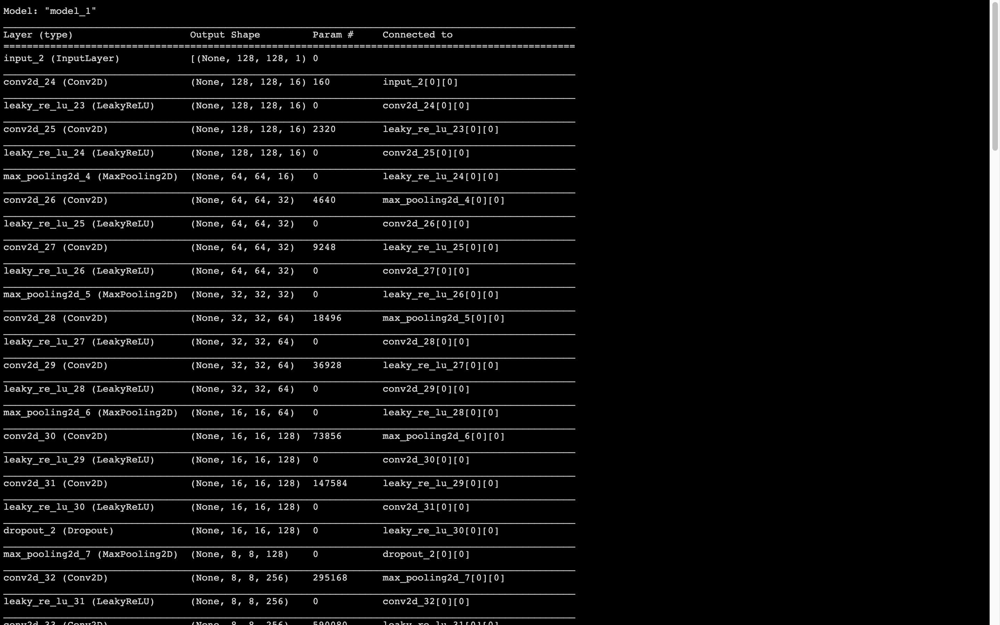 Model: "model_1"
__________________________________________________________________________________________________
Layer (type)                    Output Shape         Param #     Connected to
==================================================================================================
input_2 (InputLayer)            [(None, 128, 128, 1) 0
__________________________________________________________________________________________________
conv2d_24 (Conv2D)              (None, 128, 128, 16) 160         input_2[0][0]
__________________________________________________________________________________________________
leaky_re_lu_23 (LeakyReLU)      (None, 128, 128, 16) 0           conv2d_24[0][0]
__________________________________________________________________________________________________
conv2d_25 (Conv2D)              (None, 128, 128, 16) 2320        leaky_re_lu_23[0][0]
__________________________________________________________________________________________________
leaky_re_lu_24 (LeakyReLU)      (None, 128, 128, 16) 0           conv2d_25[0][0]
__________________________________________________________________________________________________
max_pooling2d_4 (MaxPooling2D)  (None, 64, 64, 16)   0           leaky_re_lu_24[0][0]
__________________________________________________________________________________________________
conv2d_26 (Conv2D)              (None, 64, 64, 32)   4640        max_pooling2d_4[0][0]
__________________________________________________________________________________________________
leaky_re_lu_25 (LeakyReLU)      (None, 64, 64, 32)   0           conv2d_26[0][0]
__________________________________________________________________________________________________
conv2d_27 (Conv2D)              (None, 64, 64, 32)   9248        leaky_re_lu_25[0][0]
__________________________________________________________________________________________________
leaky_re_lu_26 (LeakyReLU)      (None, 64, 64, 32)   0           conv2d_27[0][0]
__________________________________________________________________________________________________
max_pooling2d_5 (MaxPooling2D)  (None, 32, 32, 32)   0           leaky_re_lu_26[0][0]
__________________________________________________________________________________________________
conv2d_28 (Conv2D)              (None, 32, 32, 64)   18496       max_pooling2d_5[0][0]
__________________________________________________________________________________________________
leaky_re_lu_27 (LeakyReLU)      (None, 32, 32, 64)   0           conv2d_28[0][0]
__________________________________________________________________________________________________
conv2d_29 (Conv2D)              (None, 32, 32, 64)   36928       leaky_re_lu_27[0][0]
__________________________________________________________________________________________________
leaky_re_lu_28 (LeakyReLU)      (None, 32, 32, 64)   0           conv2d_29[0][0]
__________________________________________________________________________________________________
max_pooling2d_6 (MaxPooling2D)  (None, 16, 16, 64)   0           leaky_re_lu_28[0][0]
__________________________________________________________________________________________________
conv2d_30 (Conv2D)              (None, 16, 16, 128)  73856       max_pooling2d_6[0][0]
__________________________________________________________________________________________________
leaky_re_lu_29 (LeakyReLU)      (None, 16, 16, 128)  0           conv2d_30[0][0]
__________________________________________________________________________________________________
conv2d_31 (Conv2D)              (None, 16, 16, 128)  147584      leaky_re_lu_29[0][0]
__________________________________________________________________________________________________
leaky_re_lu_30 (LeakyReLU)      (None, 16, 16, 128)  0           conv2d_31[0][0]
__________________________________________________________________________________________________
dropout_2 (Dropout)             (None, 16, 16, 128)  0           leaky_re_lu_30[0][0]
__________________________________________________________________________________________________
max_pooling2d_7 (MaxPooling2D)  (None, 8, 8, 128)    0           dropout_2[0][0]
__________________________________________________________________________________________________
conv2d_32 (Conv2D)              (None, 8, 8, 256)    295168      max_pooling2d_7[0][0]
__________________________________________________________________________________________________
leaky_re_lu_31 (LeakyReLU)      (None, 8, 8, 256)    0           conv2d_32[0][0]
__________________________________________________________________________________________________
conv2d_33 (Conv2D)              (None, 8, 8, 256)    590080      leaky_re_lu_31[0][0]